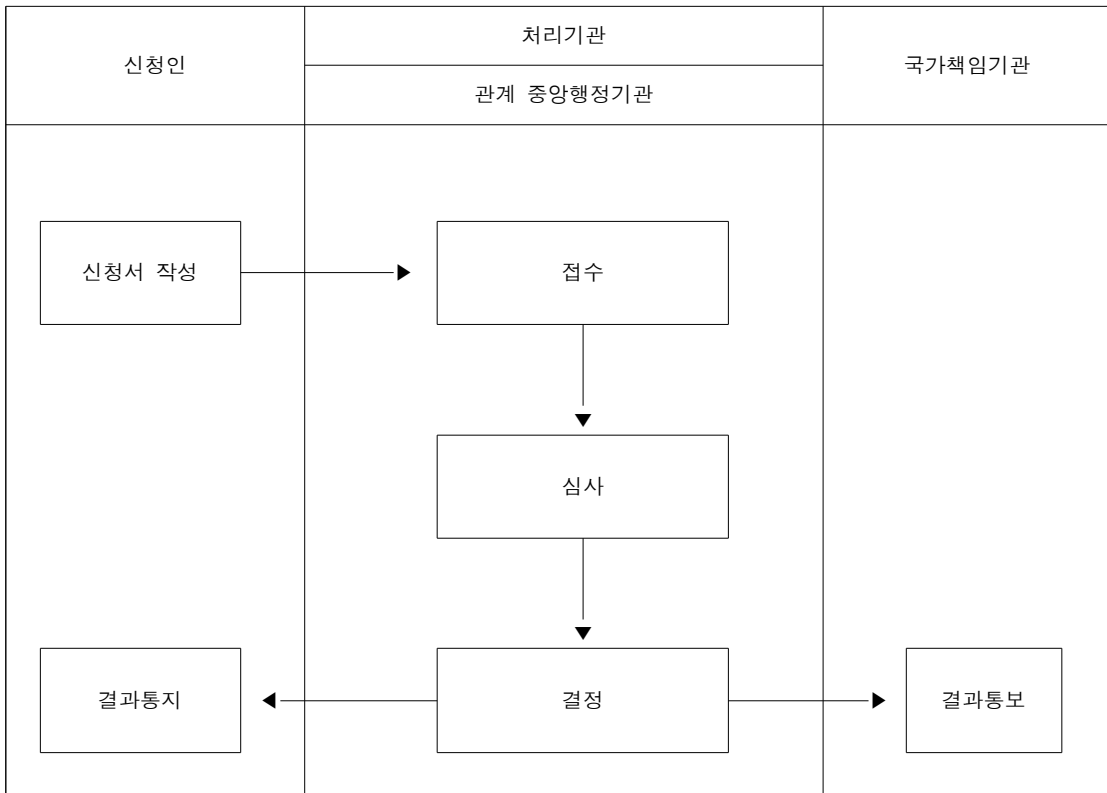 신청인
처리기관
관계 중앙행정기관
국가책임기관
신청서 작성
접수
심사
결과통지
결정
결과통보